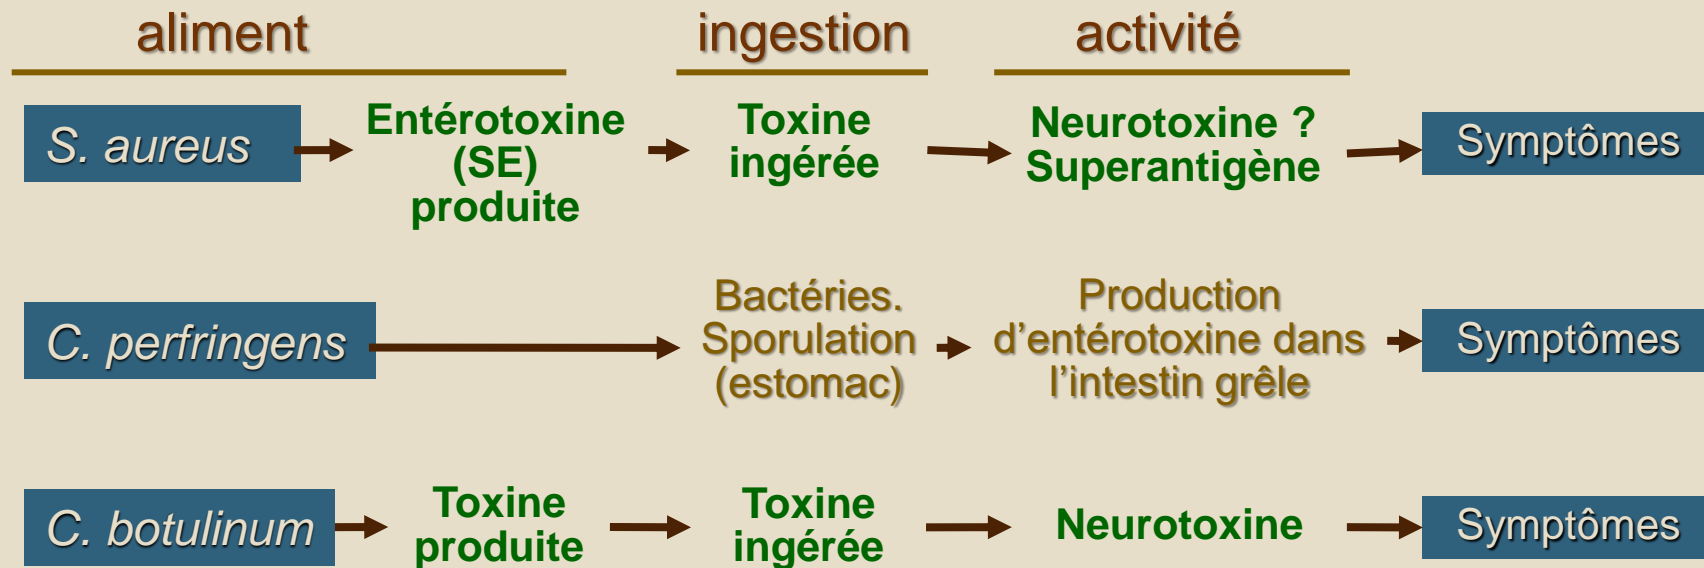 aliment
ingestion
activité
S. aureus
Entérotoxine
(SE)
produite
Toxine
ingérée
Neurotoxine ?
Superantigène
Symptômes
C. perfringens
Bactéries.
Sporulation
(estomac)
Production
d’entérotoxine dans
l’intestin grêle
Symptômes
C. botulinum
Toxine
produite
Toxine
ingérée
Neurotoxine
Symptômes